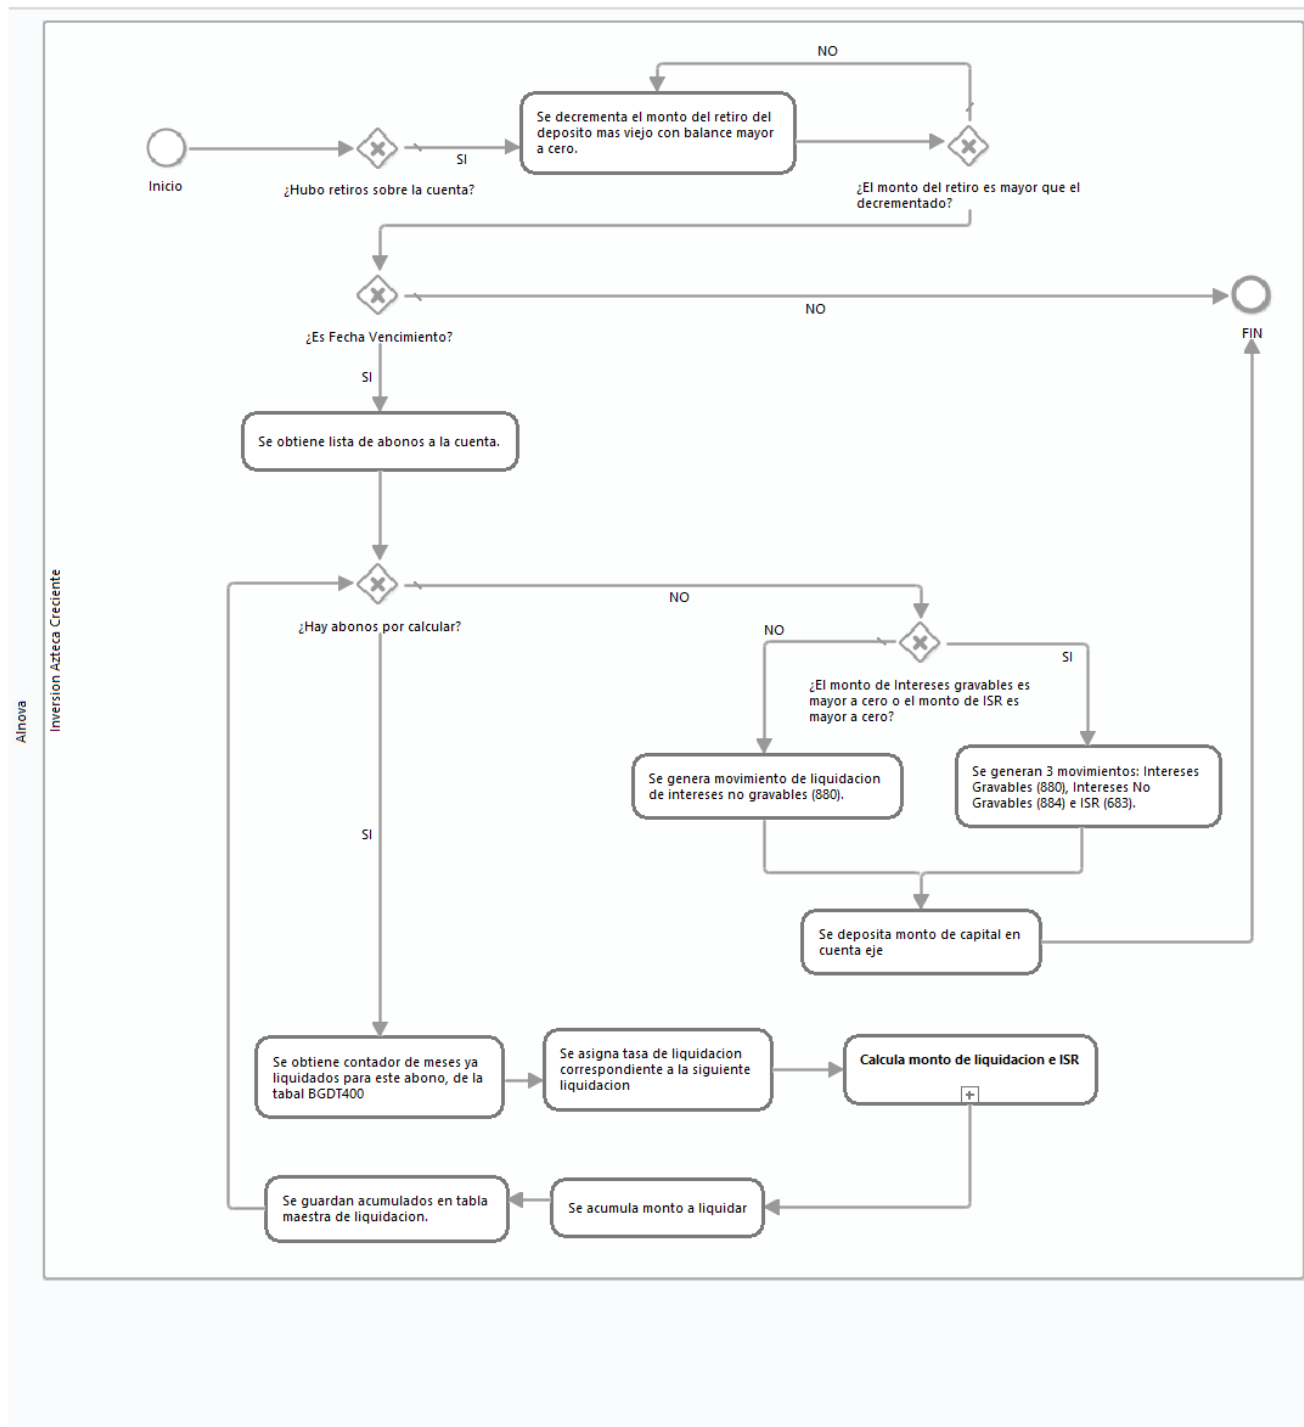 NO
Se decrementa el monto del retiro del
deposito mas viejo con balance mayor
a cero.
SI
Inicio
¿Hubo retiros sobre la cuenta?
¿El monto del retiro es mayor que el
decrementado?
NO
FIN
¿Es Fecha Vencimiento?
SI
Se obtiene lista de abonos a la cuenta.
Alnova
Inversion Azteca Creciente
NO
¿Hay abonos por calcular?
NO
SI
¿El monto de Intereses gravables es
mayor a cero o el monto de ISR es
mayor a cero?
Se genera movimiento de liquidacion
de intereses no gravables (880).
Se generan 3 movimientos: Intereses
Gravables (880), Intereses No
Gravables (884) e ISR (683).
SI
Se deposita monto de capital en
cuenta eje
Se obtiene contador de meses ya
liquidados para este abono, de la
tabal BGDT400
Se asigna tasa de liquidacion
correspondiente a la siguiente
liquidacion
Calcula monto de liquidacion e ISR
Se guardan acumulados en tabla
maestra de liquidacion.
Se acumula monto a liquidar